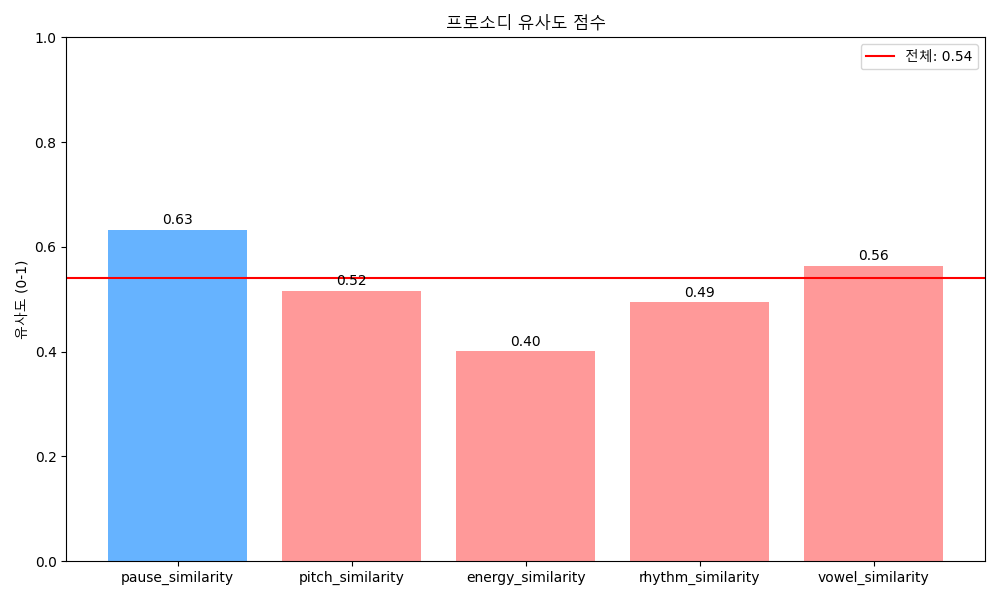 프로소디 유사도 점수
전체: 0.54
유사도 (0-1)
1.0
0.8
0.6
0.4
0.2
0.0
0.63
0.52
0.40
0.49
0.56
pause_similarity
pitch_similarity
energy_similarity
rhythm_similarity
vowel_similarity